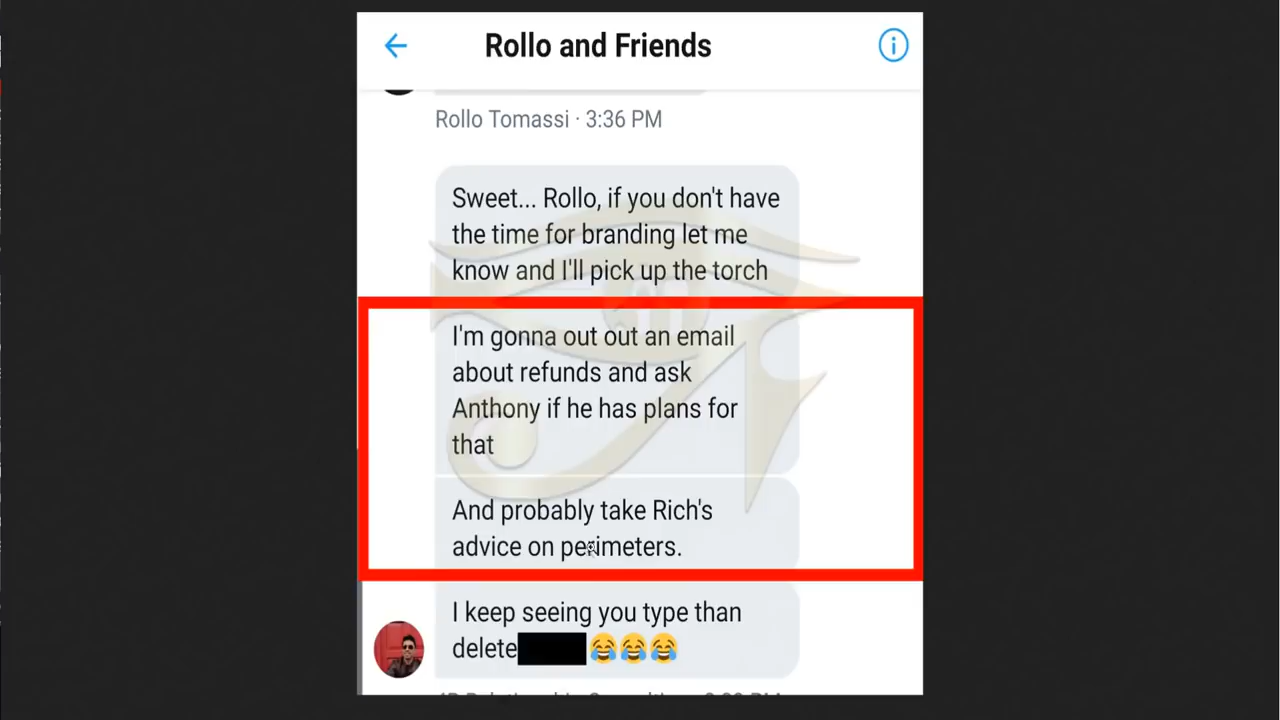 Rollo and Friends
Rollo Tomassi · 3:36 PM
Sweet... Rollo, if you don't have
the time for branding let me
know and I'll pick up the torch
I'm gonna out out an email
about refunds and ask
Anthony if he has plans for
that
And probably take Rich's
advice on perimeters.
I keep seeing you type than
delete 😂😂😂